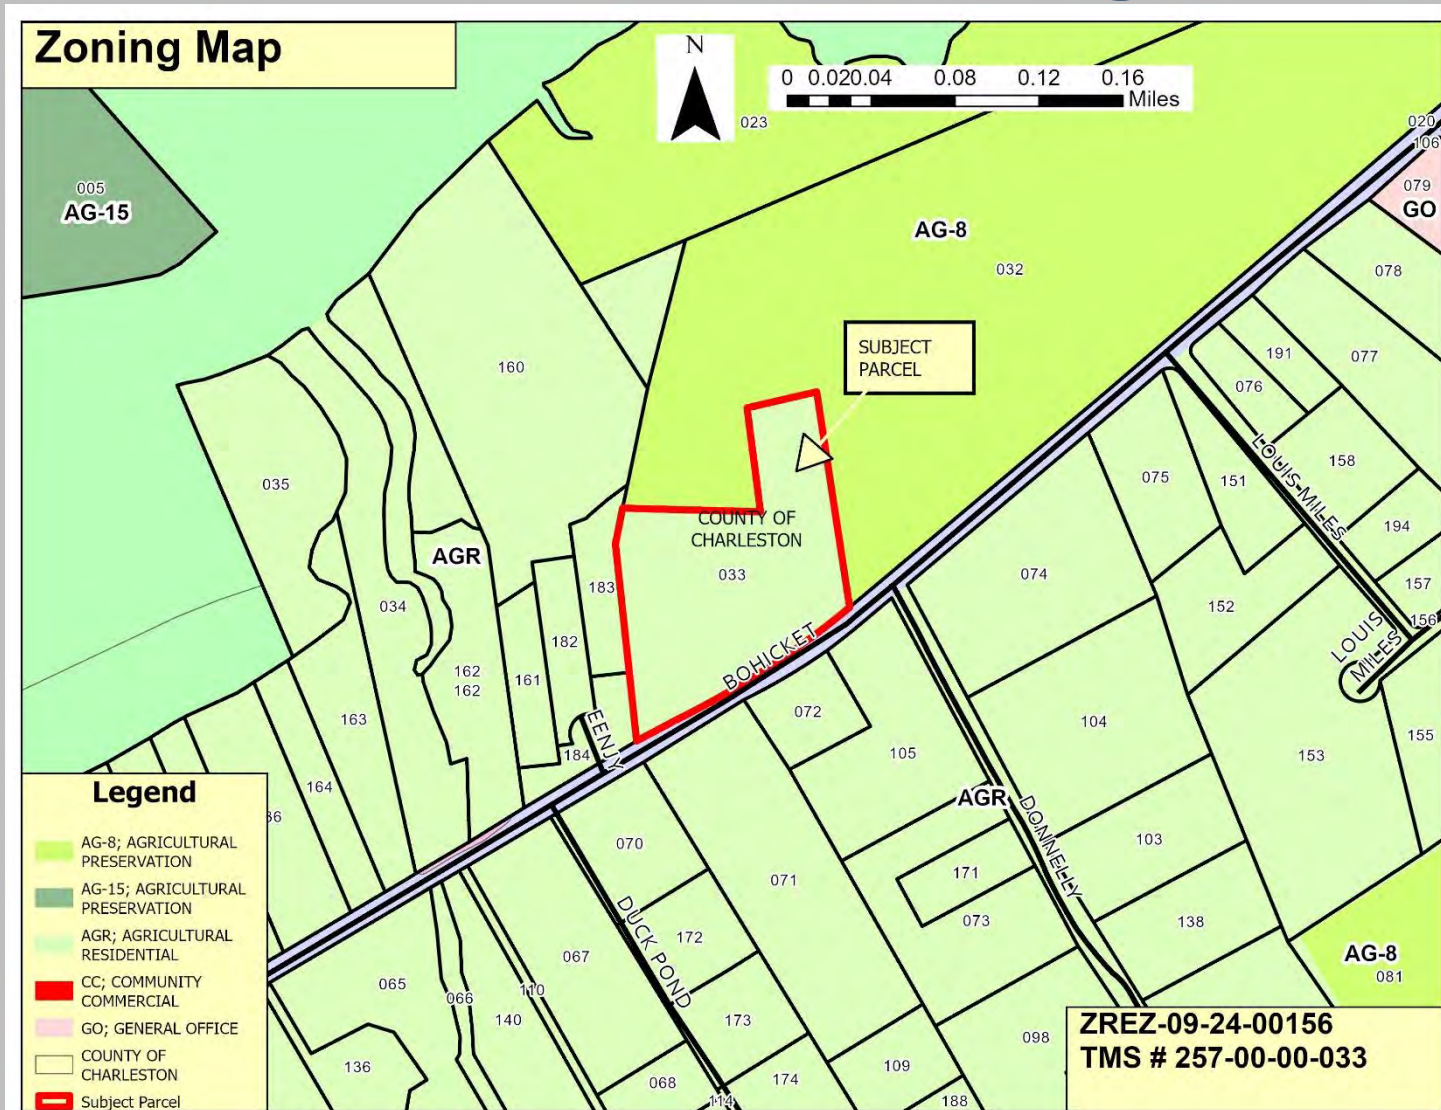 Zoning Map
N
0 0.02 0.04 0.08 0.12 0.16
Miles
023
020
106
079
GO
005
AG-15
AG-8
032
078
160
SUBJECT
PARCEL
191
077
076
LOUIS MILES
035
075
151
158
194
COUNTY OF
CHARLESTON
AGR
183
033
074
157
034
152
156
182
LOUIS
MILES
162
162
161
BOHICKET
163
072
104
155
EENJY
184
105
153
164
36
AGR
DONNELLY
070
103
071
171
DUCK POND
073
172
138
067
AG-8
081
065
066
110
140
173
098
136
068
174
109
114
188
Legend
AG-8; AGRICULTURAL
PRESERVATION
AG-15; AGRICULTURAL
PRESERVATION
AGR; AGRICULTURAL
RESIDENTIAL
CC; COMMUNITY
COMMERCIAL
GO; GENERAL OFFICE
COUNTY OF
CHARLESTON
Subject Parcel
ZREZ-09-24-00156
TMS # 257-00-00-033